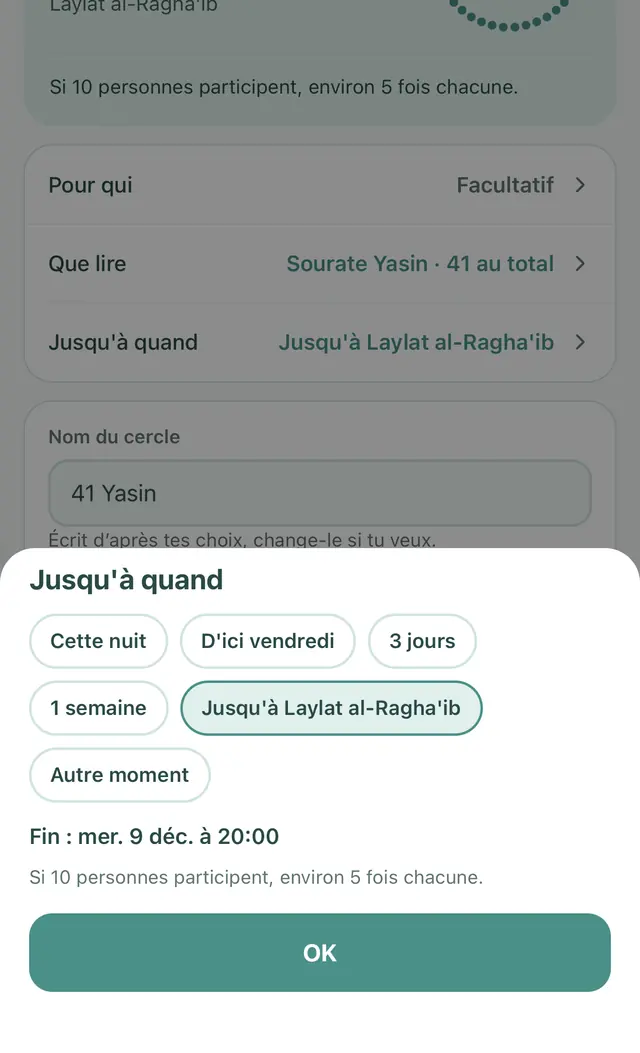 Laylat al-Ragha'ib
Si 10 personnes participent, environ 5 fois chacune.
Pour qui
Facultatif
Que lire
Sourate Yasin · 41 au total
Jusqu'à quand
Jusqu'à Laylat al-Ragha'ib
Nom du cercle
41 Yasin
Écrit d’après tes choix, change-le si tu veux.
Jusqu'à quand
Cette nuit
D'ici vendredi
3 jours
1 semaine
Jusqu'à Laylat al-Ragha'ib
Autre moment
Fin : mer. 9 déc. à 20:00
Si 10 personnes participent, environ 5 fois chacune.
OK